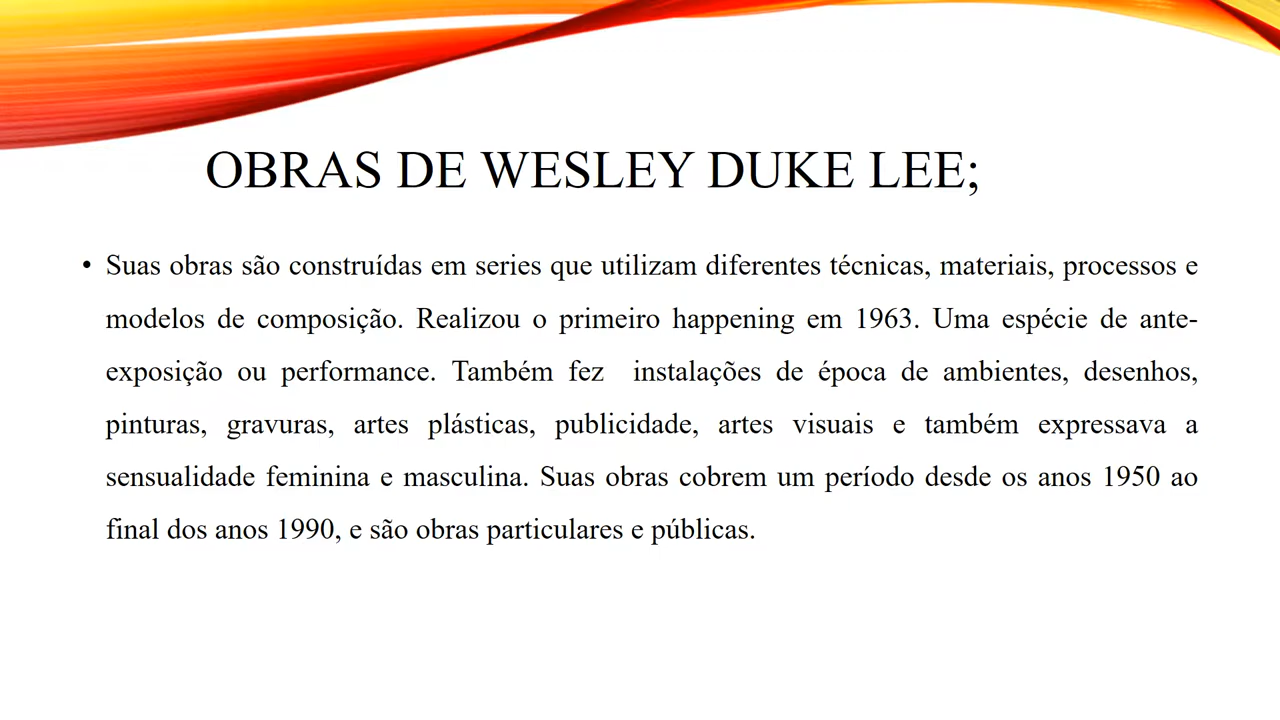 OBRAS DE WESLEY DUKE LEE;
• Suas obras são construídas em series que utilizam diferentes técnicas, materiais, processos e
modelos de composição. Realizou o primeiro happening em 1963. Uma espécie de ante-
exposição ou performance. Também fez  instalações de época de ambientes, desenhos,
pinturas, gravuras, artes plásticas, publicidade, artes visuais e também expressava a
sensualidade feminina e masculina. Suas obras cobrem um período desde os anos 1950 ao
final dos anos 1990, e são obras particulares e públicas.